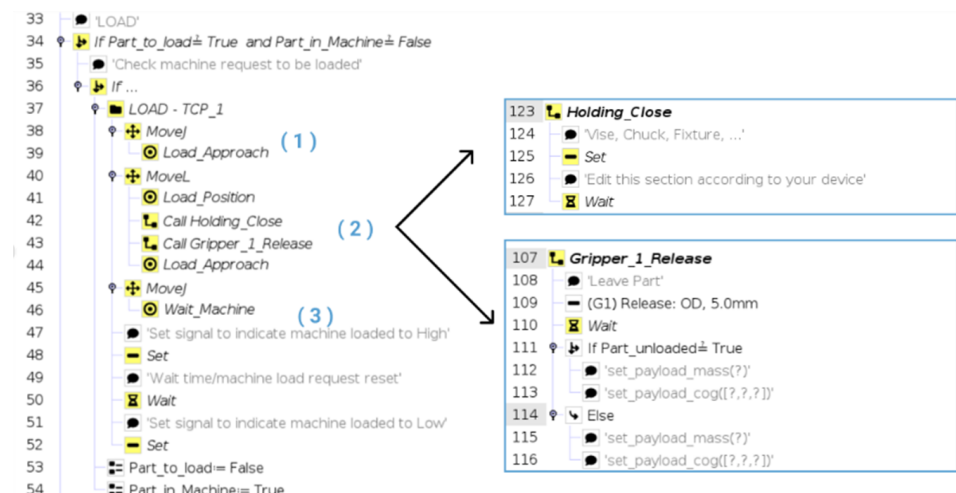 33 'LOAD'
34 If Part_to_load≟ True and Part_in_Machine≟ False
35 'Check machine request to be loaded'
36 If ...
37 LOAD - TCP_1
38 MoveJ
39 Load_Approach
(1)
40 MoveL
41 Load_Position
42 Call Holding_Close
(2)
43 Call Gripper_1_Release
44 Load_Approach
45 MoveJ
46 Wait_Machine
(3)
47 'Set signal to indicate machine loaded to High'
48 Set
49 'Wait time/machine load request reset'
50 Wait
51 'Set signal to indicate machine loaded to Low'
52 Set
53 Part_to_load≔ False
54 Part_in_Machine≔ True
123 Holding_Close
124 'Vise, Chuck, Fixture, ...'
125 Set
126 'Edit this section according to your device'
127 Wait
107 Gripper_1_Release
108 'Leave Part'
109 (G1) Release: OD, 5.0mm
110 Wait
111 If Part_unloaded≟ True
112 'set_payload_mass(?)'
113 'set_payload_cog([?,?,?])'
114 Else
115 'set_payload_mass(?)'
116 'set_payload_cog([?,?,?])'